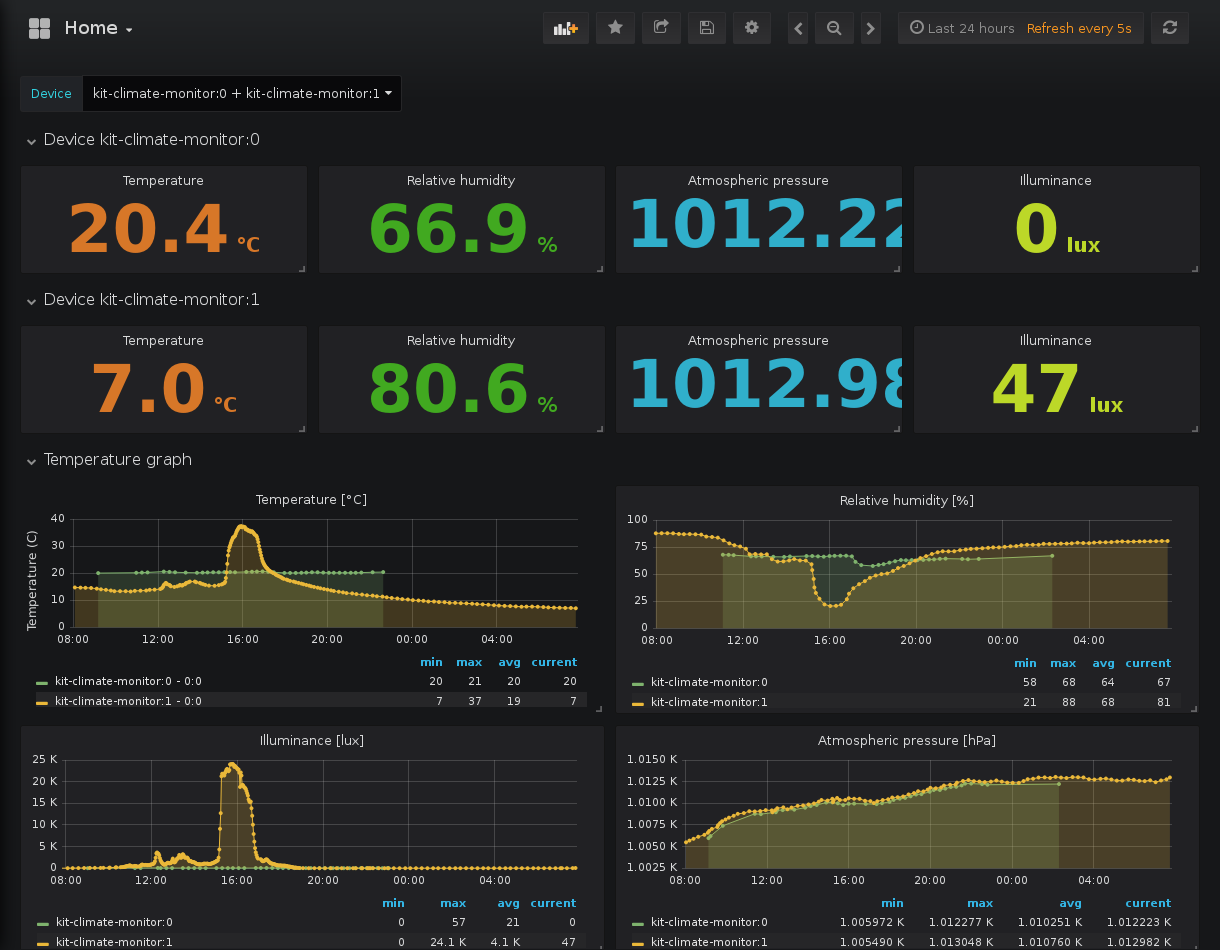 Home
Last 24 hours Refresh every 5s
Device kit-climate-monitor:0 + kit-climate-monitor:1
Device kit-climate-monitor:0
Temperature Relative humidity Atmospheric pressure Illuminance
20.4 °C 66.9 % 1012.22 0 lux
Device kit-climate-monitor:1
Temperature Relative humidity Atmospheric pressure Illuminance
7.0 °C 80.6 % 1012.98 47 lux
Temperature graph
Temperature [°C]
Temperature (C)
40
30
20
10
0
08:00 12:00 16:00 20:00 00:00 04:00
min max avg current
kit-climate-monitor:0 - 0:0 20 21 20 20
kit-climate-monitor:1 - 0:0 7 37 19 7
Relative humidity [%]
100
75
50
25
0
08:00 12:00 16:00 20:00 00:00 04:00
min max avg current
kit-climate-monitor:0 58 68 64 67
kit-climate-monitor:1 21 88 68 81
Illuminance [lux]
25 K
20 K
15 K
10 K
5 K
0
08:00 12:00 16:00 20:00 00:00 04:00
min max avg current
kit-climate-monitor:0 0 57 21 0
kit-climate-monitor:1 0 24.1 K 4.1 K 47
Atmospheric pressure [hPa]
1.0150 K
1.0125 K
1.0100 K
1.0075 K
1.0050 K
1.0025 K
08:00 12:00 16:00 20:00 00:00 04:00
min max avg current
kit-climate-monitor:0 1.005972 K 1.012277 K 1.010251 K 1.012223 K
kit-climate-monitor:1 1.005490 K 1.013048 K 1.010760 K 1.012982 K